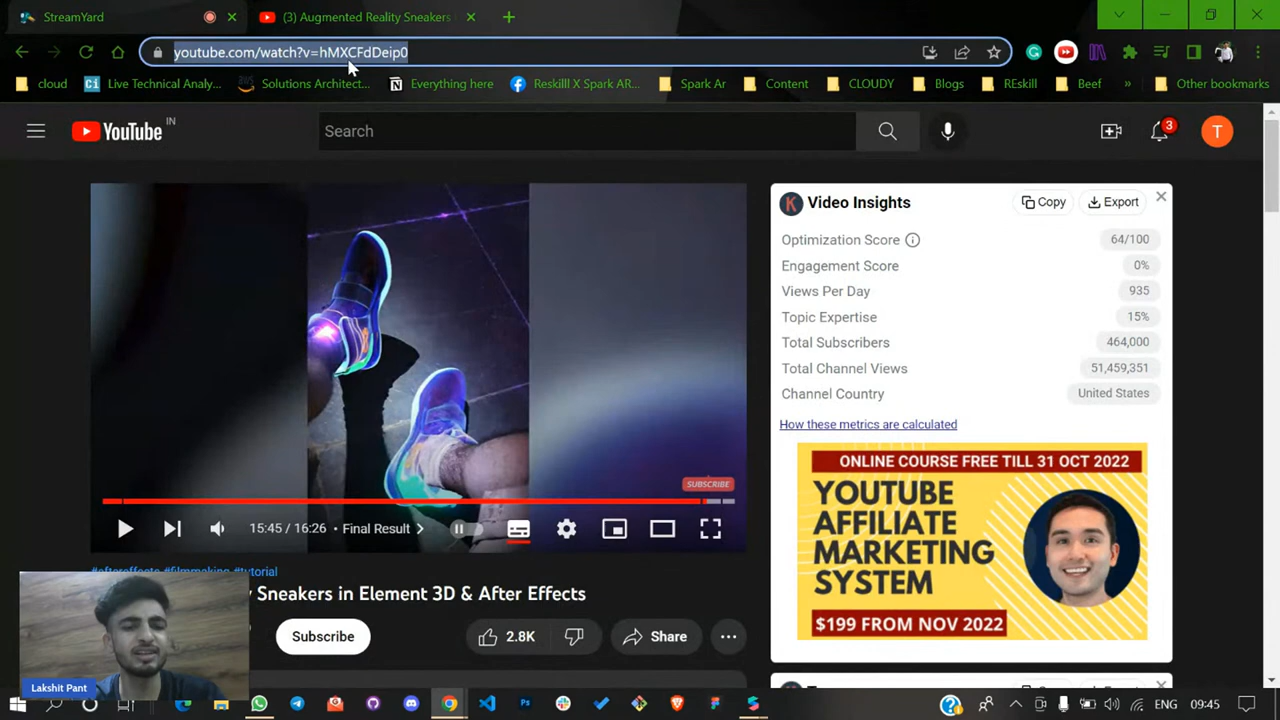 StreamYard
(3) Augmented Reality Sneakers
youtube.com/watch?v=hMXCFdDeip0
cloud
Live Technical Analy...
Solutions Architect...
Everything here
Reskilll X Spark AR...
Spark Ar
Content
CLOUDY
Blogs
REskill
Beef
»
Other bookmarks
YouTube IN
Search
3
T
Video Insights
Copy
Export
Optimization Score 64/100
Engagement Score 0%
Views Per Day 935
Topic Expertise 15%
Total Subscribers 464,000
Total Channel Views 51,459,351
Channel Country United States
How these metrics are calculated
ONLINE COURSE FREE TILL 31 OCT 2022
YOUTUBE
AFFILIATE
MARKETING
SYSTEM
$199 FROM NOV 2022
SUBSCRIBE
15:45 / 16:26 • Final Result
#aftereffects #filmmaking #tutorial
Sneakers in Element 3D & After Effects
Subscribe
2.8K
Share
Lakshit Pant
ENG
09:45